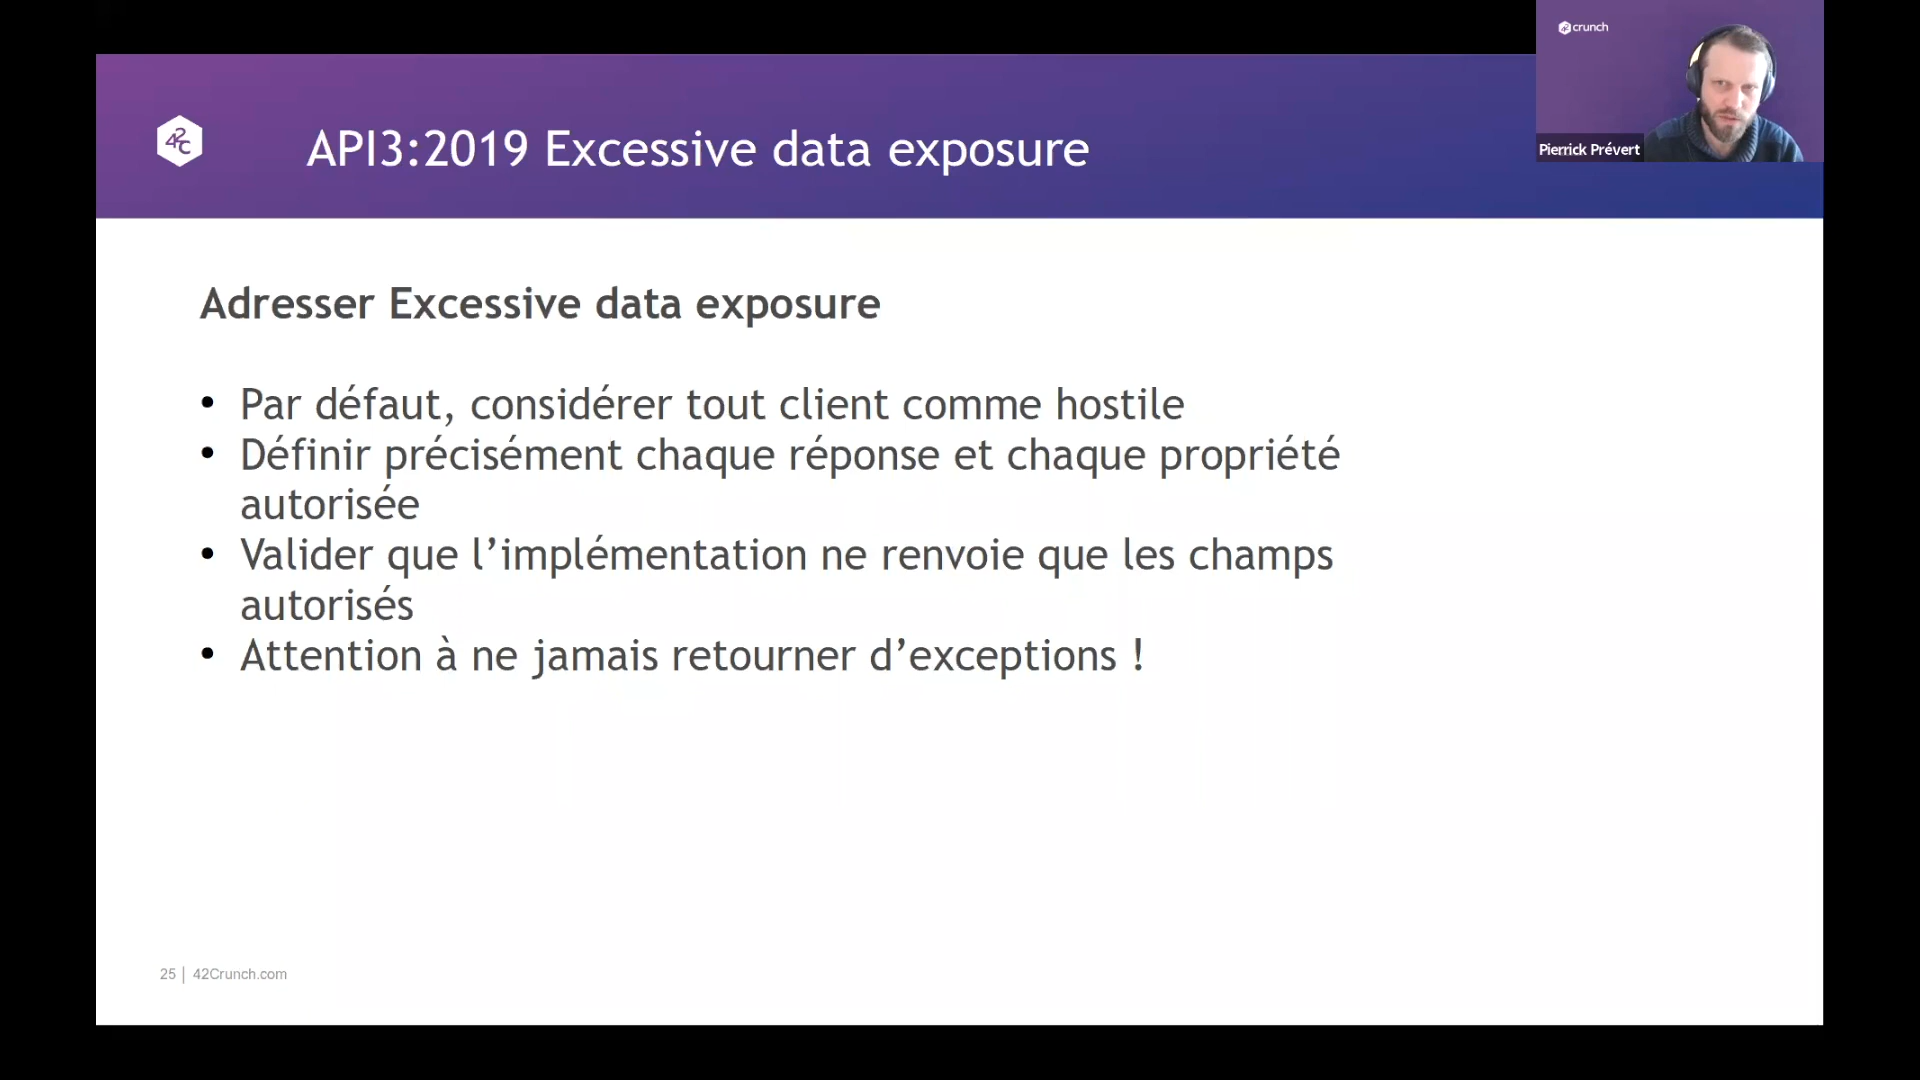 crunch
Pierrick Prévert
42c
API3:2019 Excessive data exposure
Adresser Excessive data exposure
• Par défaut, considérer tout client comme hostile
• Définir précisément chaque réponse et chaque propriété
autorisée
• Valider que l’implémentation ne renvoie que les champs
autorisés
• Attention à ne jamais retourner d’exceptions !
25 | 42Crunch.com